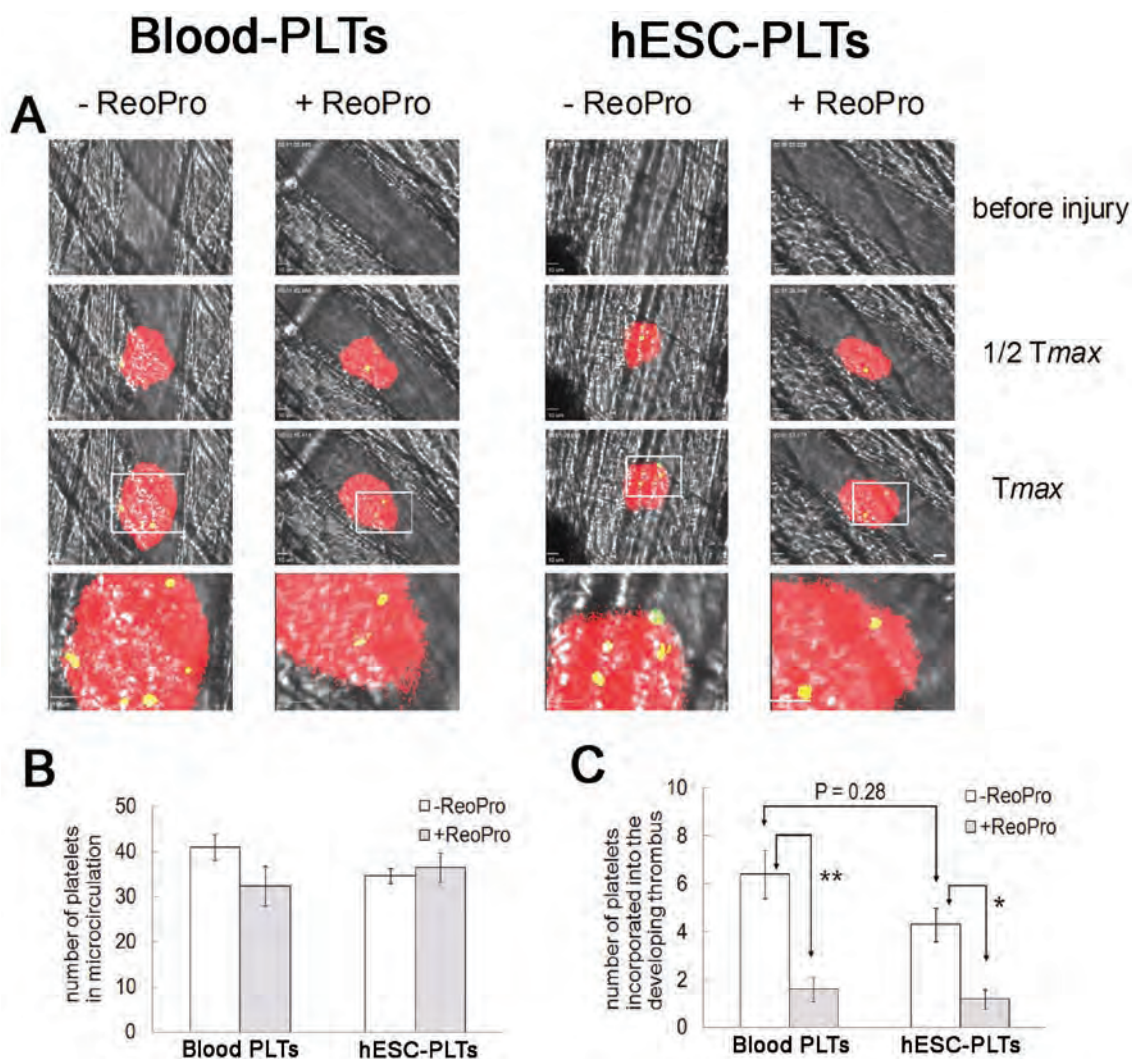 Blood-PLTs hESC-PLTs
- ReoPro + ReoPro - ReoPro + ReoPro
A
before injury
1/2 Tmax
Tmax
B
number of platelets
in microcirculation
50
40
30
20
10
0
-ReoPro
+ReoPro
Blood PLTs hESC-PLTs
C
number of platelets
incorporated into the
developing thrombus
10
8
6
4
2
0
P = 0.28
-ReoPro
+ReoPro
**
*
Blood PLTs hESC-PLTs